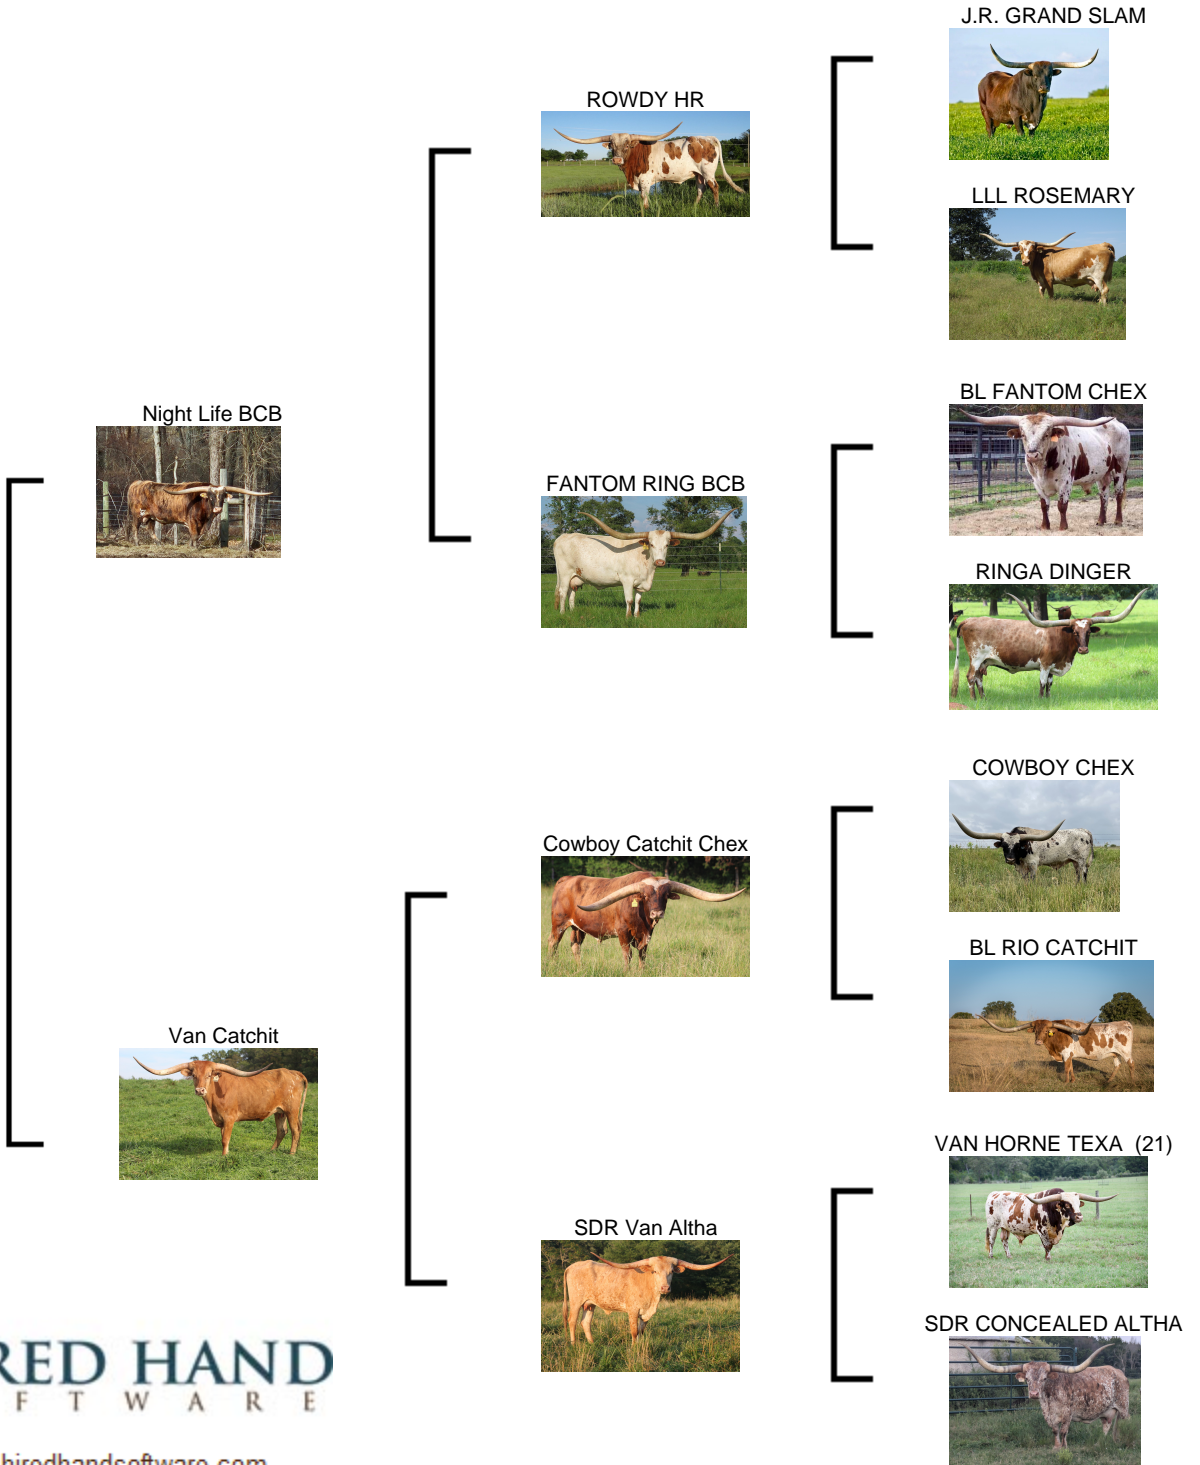 J.R. GRAND SLAM
ROWDY HR
LLL ROSEMARY
BL FANTOM CHEX
Night Life BCB
FANTOM RING BCB
RINGA DINGER
COWBOY CHEX
Cowboy Catchit Chex
BL RIO CATCHIT
Van Catchit
VAN HORNE TEXA (21)
SDR Van Altha
SDR CONCEALED ALTHA
RED HAND
F T W A R E
hiredhandsoftware.com